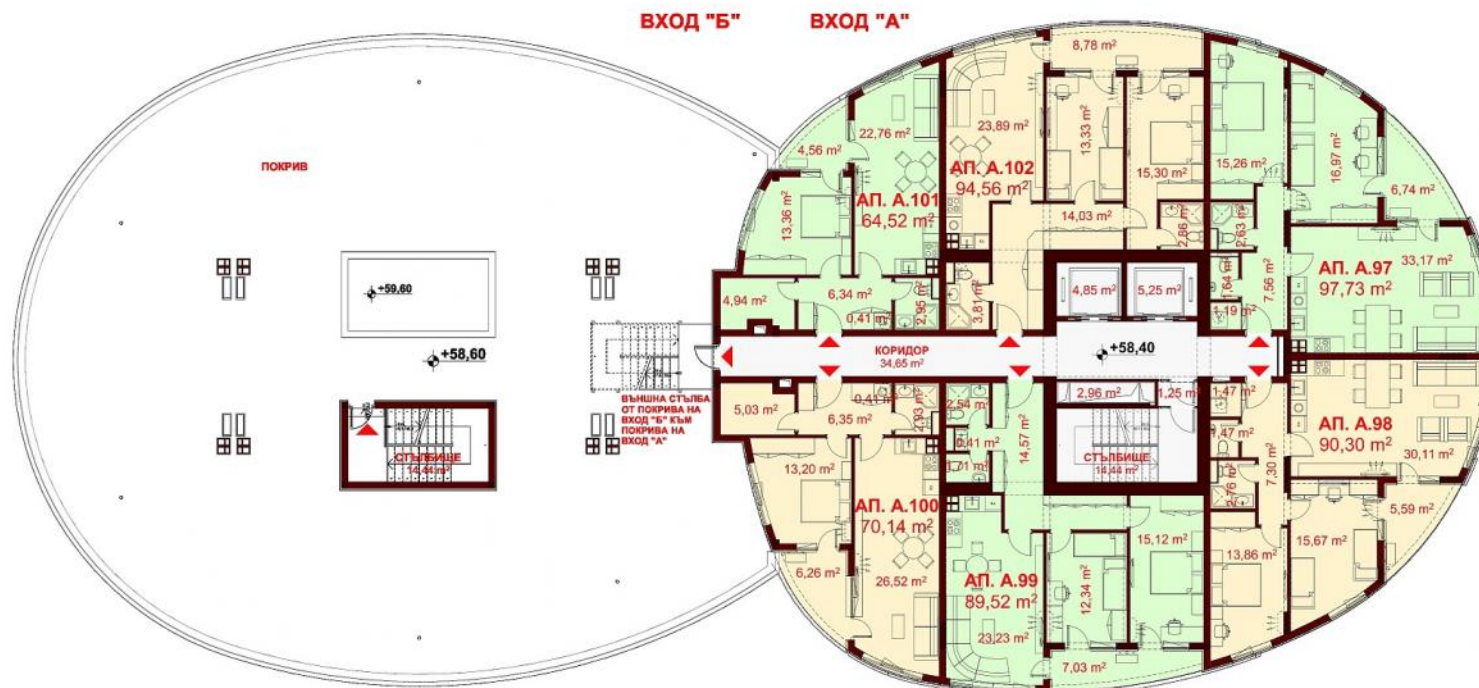 ВХОД "Б"
ВХОД "А"
ПОКРИВ
+59,60
+58,60
СТЪЛБИЩЕ
14,44 m²
ВЪНШНА СТЪЛБА
ОТ ПОКРИВА НА
ВХОД "Б" КЪМ
ПОКРИВА НА
ВХОД "А"
4,56 m²
22,76 m²
АП. А.101
64,52 m²
13,36 m²
4,94 m²
6,34 m²
0,41 m²
2,95 m²
8,78 m²
23,89 m²
АП. А.102
94,56 m²
13,33 m²
15,30 m²
14,03 m²
2,86 m²
3,81 m²
4,85 m²
5,25 m²
15,26 m²
16,97 m²
6,74 m²
2,63 m²
1,64 m²
1,19 m²
7,56 m²
АП. А.97
97,73 m²
33,17 m²
КОРИДОР
34,65 m²
+58,40
5,03 m²
6,35 m²
0,41 m²
2,93 m²
13,20 m²
АП. А.100
70,14 m²
6,26 m²
26,52 m²
2,54 m²
0,41 m²
1,01 m²
14,57 m²
2,96 m²
1,25 m²
СТЪЛБИЩЕ
14,44 m²
АП. А.99
89,52 m²
23,23 m²
12,34 m²
15,12 m²
7,03 m²
1,47 m²
1,47 m²
2,76 m²
7,30 m²
АП. А.98
90,30 m²
30,11 m²
5,59 m²
15,67 m²
13,86 m²